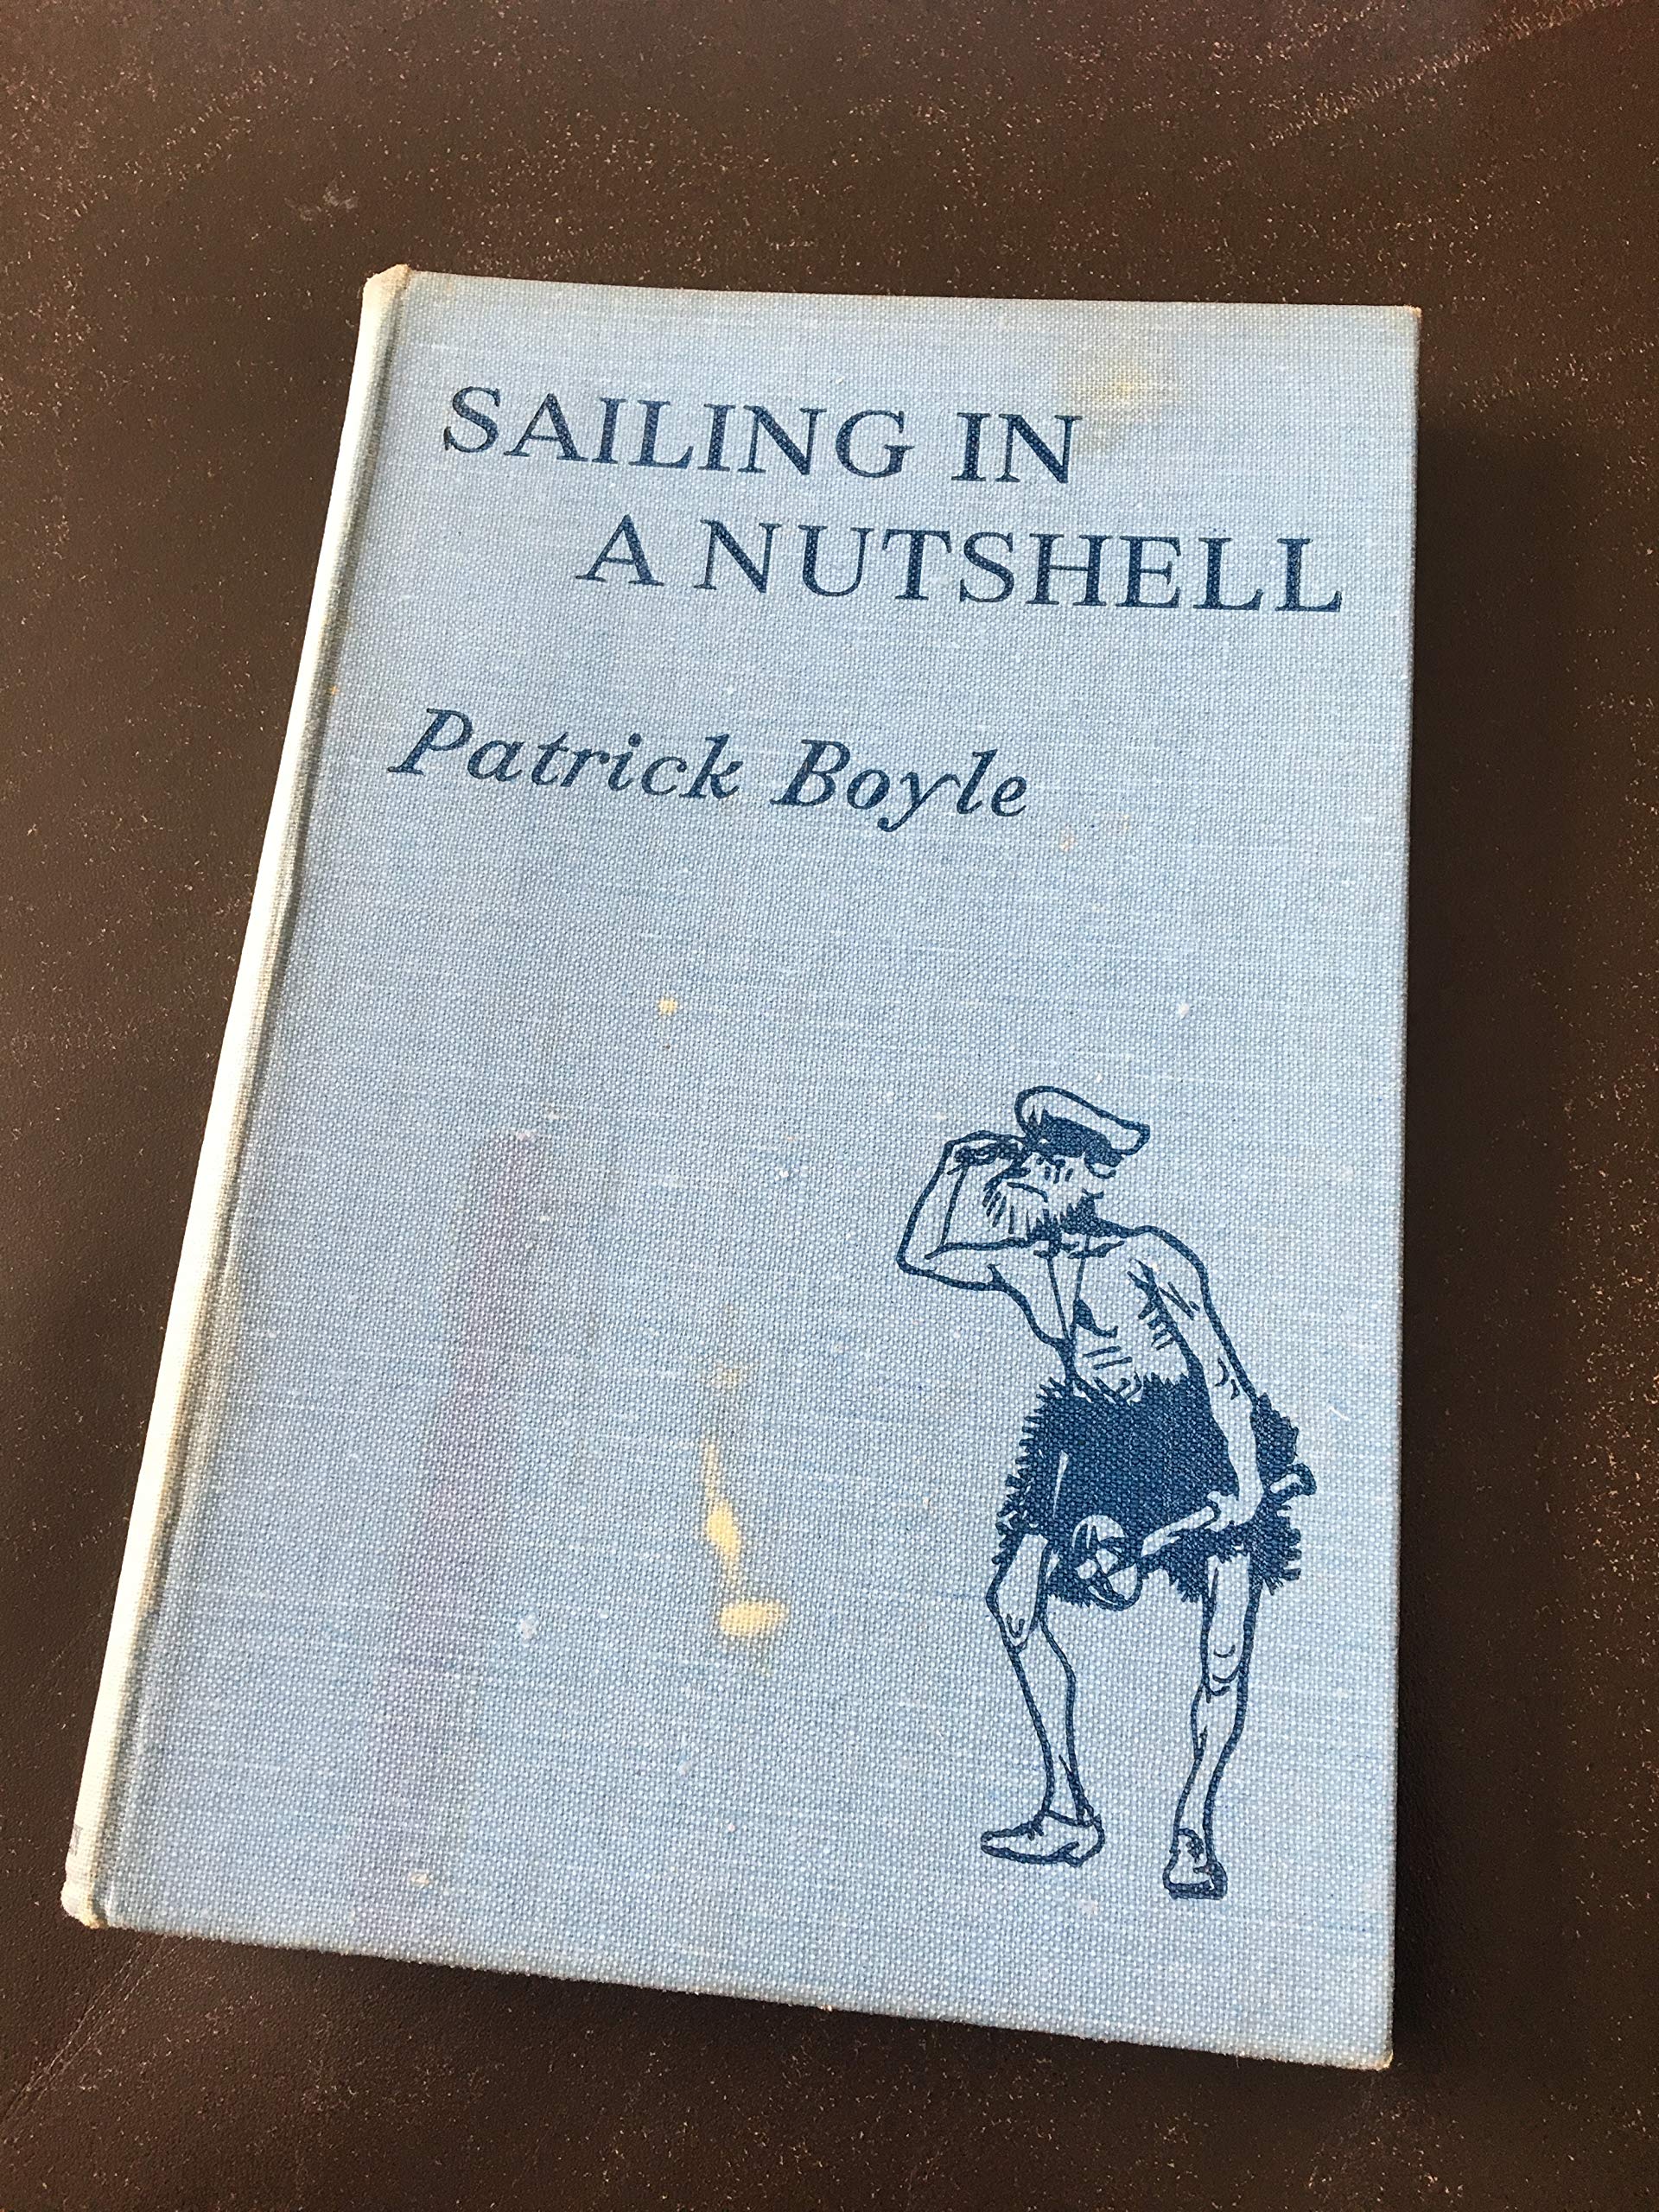 SAILING IN
A NUTSHELL
Patrick Boyle